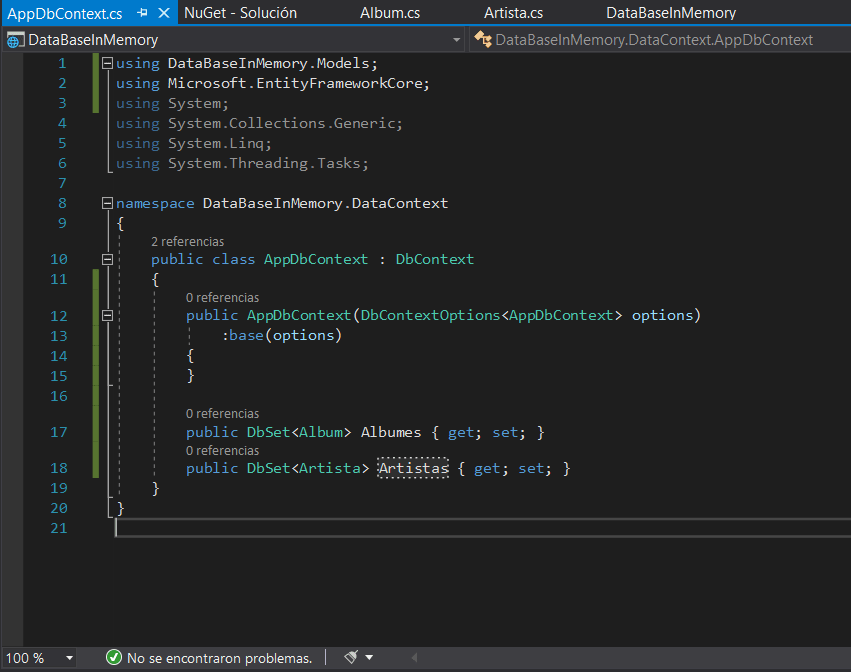 AppDbContext.cs NuGet - Solución Album.cs Artista.cs DataBaseInMemory
DataBaseInMemory DataBaseInMemory.DataContext.AppDbContext
1 using DataBaseInMemory.Models;
2 using Microsoft.EntityFrameworkCore;
3 using System;
4 using System.Collections.Generic;
5 using System.Linq;
6 using System.Threading.Tasks;
7
8 namespace DataBaseInMemory.DataContext
9 {
2 referencias
10 public class AppDbContext : DbContext
11 {
0 referencias
12 public AppDbContext(DbContextOptions<AppDbContext> options)
13 :base(options)
14 {
15 }
16
0 referencias
17 public DbSet<Album> Albumes { get; set; }
0 referencias
18 public DbSet<Artista> Artistas { get; set; }
19 }
20 }
21
100 % No se encontraron problemas.